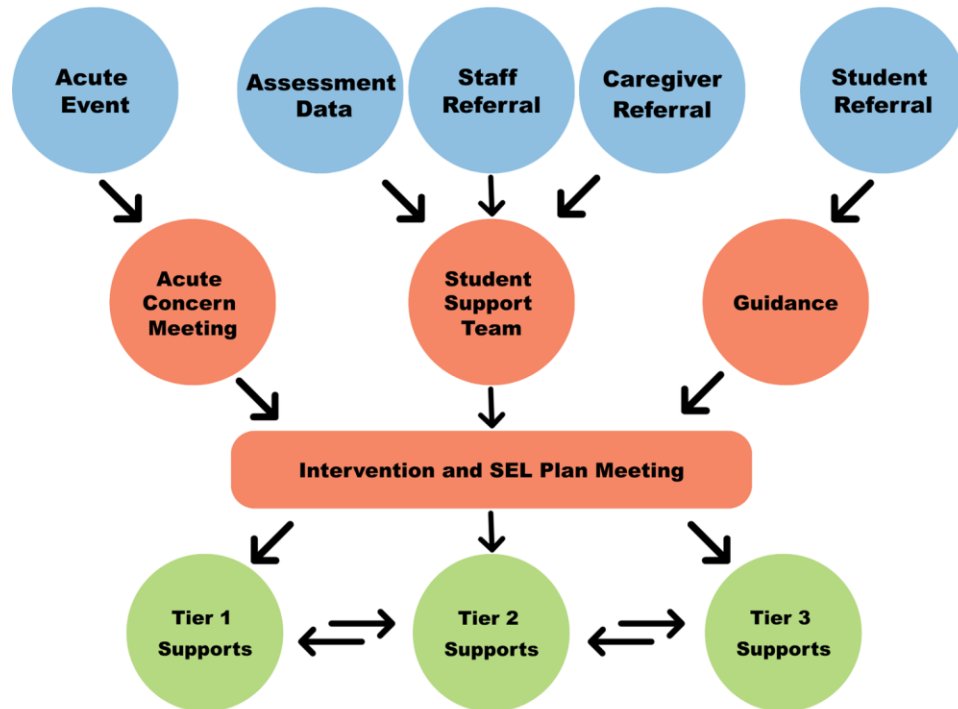 Acute
Event
Assessment
Data
Staff
Referral
Caregiver
Referral
Student
Referral
Acute
Concern
Meeting
Student
Support
Team
Guidance
Intervention and SEL Plan Meeting
Tier 1
Supports
Tier 2
Supports
Tier 3
Supports